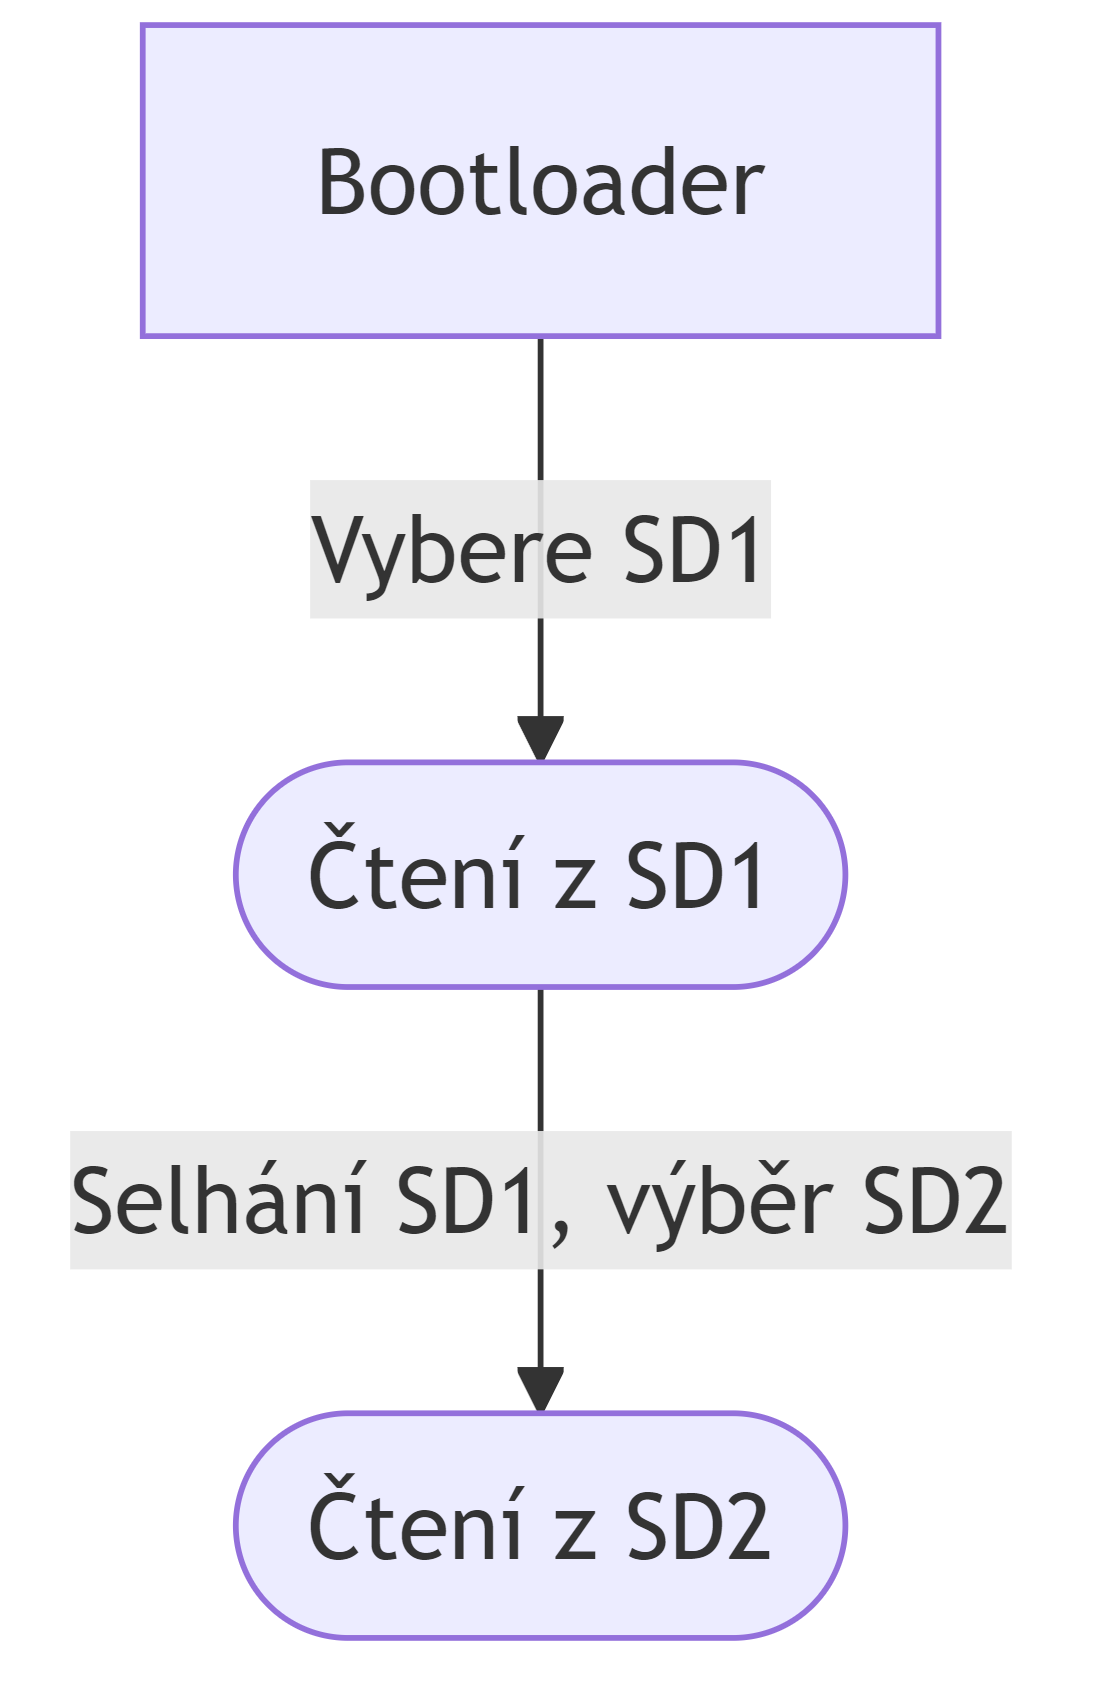 Bootloader
Vybere SD1
Čtení z SD1
Selhání SD1, výběr SD2
Čtení z SD2